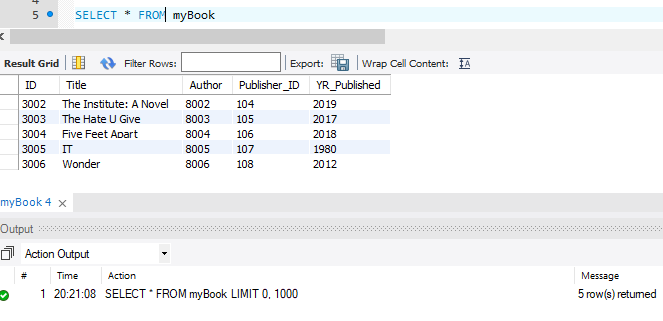 5 SELECT * FROM myBook
Result Grid Filter Rows: Export: Wrap Cell Content:
ID Title Author Publisher_ID YR_Published
3002 The Institute: A Novel 8002 104 2019
3003 The Hate U Give 8003 105 2017
3004 Five Feet Apart 8004 106 2018
3005 IT 8005 107 1980
3006 Wonder 8006 108 2012
myBook 4
Output
Action Output
# Time Action Message
1 20:21:08 SELECT * FROM myBook LIMIT 0, 1000 5 row(s) returned